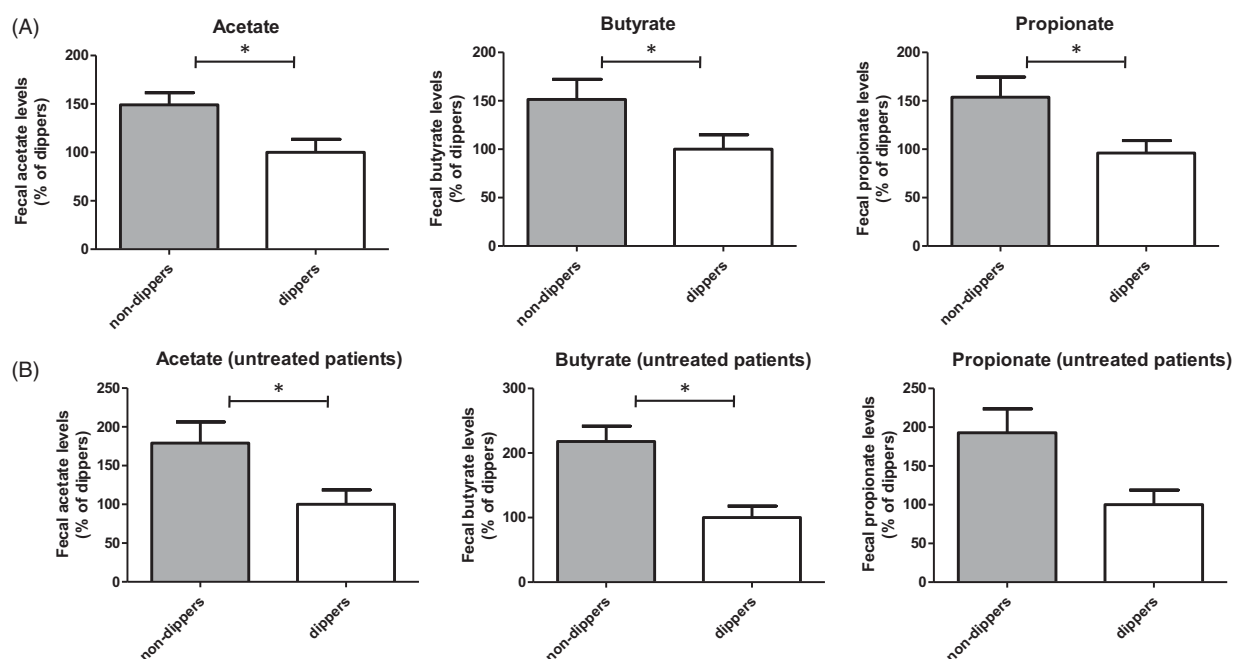 (A)
Acetate
Fecal acetate levels
(% of dippers)
200
150
100
50
0
*
non-dippers
dippers
Butyrate
Fecal butyrate levels
(% of dippers)
200
150
100
50
0
*
non-dippers
dippers
Propionate
Fecal propionate levels
(% of dippers)
200
150
100
50
0
*
non-dippers
dippers
(B)
Acetate (untreated patients)
Fecal acetate levels
(% of dippers)
250
200
150
100
50
0
*
non-dippers
dippers
Butyrate (untreated patients)
Fecal butyrate levels
(% of dippers)
300
200
100
0
*
non-dippers
dippers
Propionate (untreated patients)
Fecal propionate levels
(% of dippers)
250
200
150
100
50
0
non-dippers
dippers